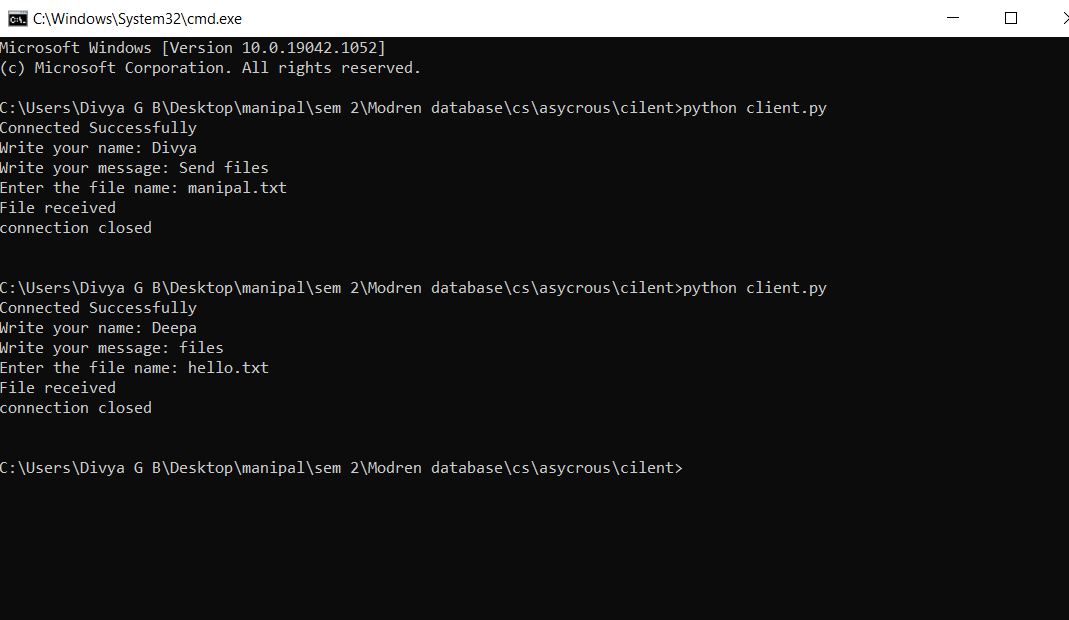 C:\Windows\System32\cmd.exe
Microsoft Windows [Version 10.0.19042.1052]
(c) Microsoft Corporation. All rights reserved.
C:\Users\Divya G B\Desktop\manipal\sem 2\Modren database\cs\asycrous\cilent>python client.py
Connected Successfully
Write your name: Divya
Write your message: Send files
Enter the file name: manipal.txt
File received
connection closed
C:\Users\Divya G B\Desktop\manipal\sem 2\Modren database\cs\asycrous\cilent>python client.py
Connected Successfully
Write your name: Deepa
Write your message: files
Enter the file name: hello.txt
File received
connection closed
C:\Users\Divya G B\Desktop\manipal\sem 2\Modren database\cs\asycrous\cilent>